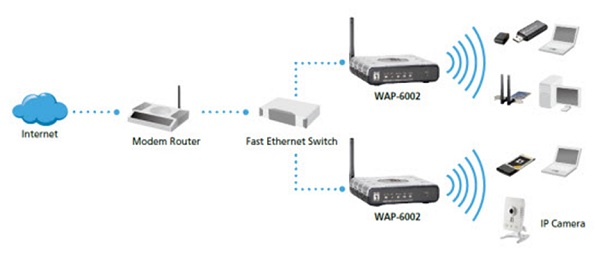 WAP-6002
Internet
Modem Router
Fast Ethernet Switch
WAP-6002
IP Camera